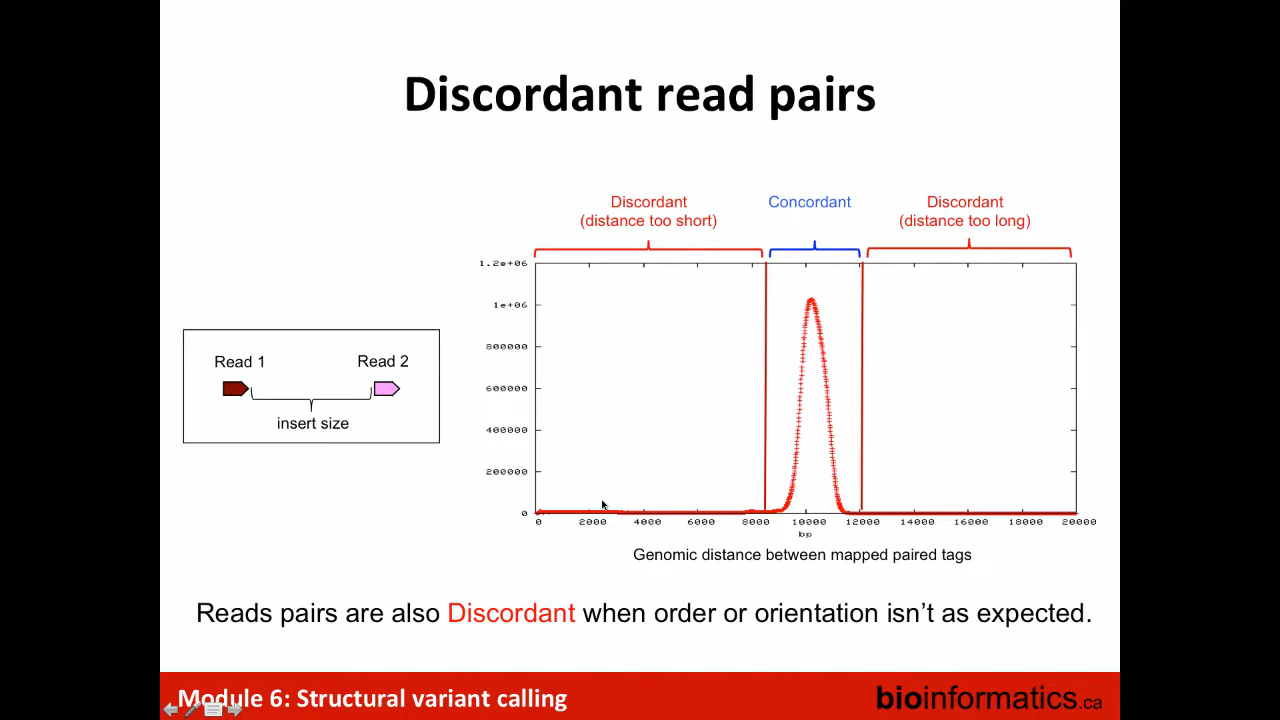 Discordant read pairs
Discordant
(distance too short)
Concordant
Discordant
(distance too long)
1.2e+06
1e+06
800000
600000
400000
200000
0
0 2000 4000 6000 8000 10000 12000 14000 16000 18000 20000
bp
Genomic distance between mapped paired tags
Read 1 Read 2
insert size
Reads pairs are also Discordant when order or orientation isn't as expected.
Module 6: Structural variant calling
bioinformatics.ca